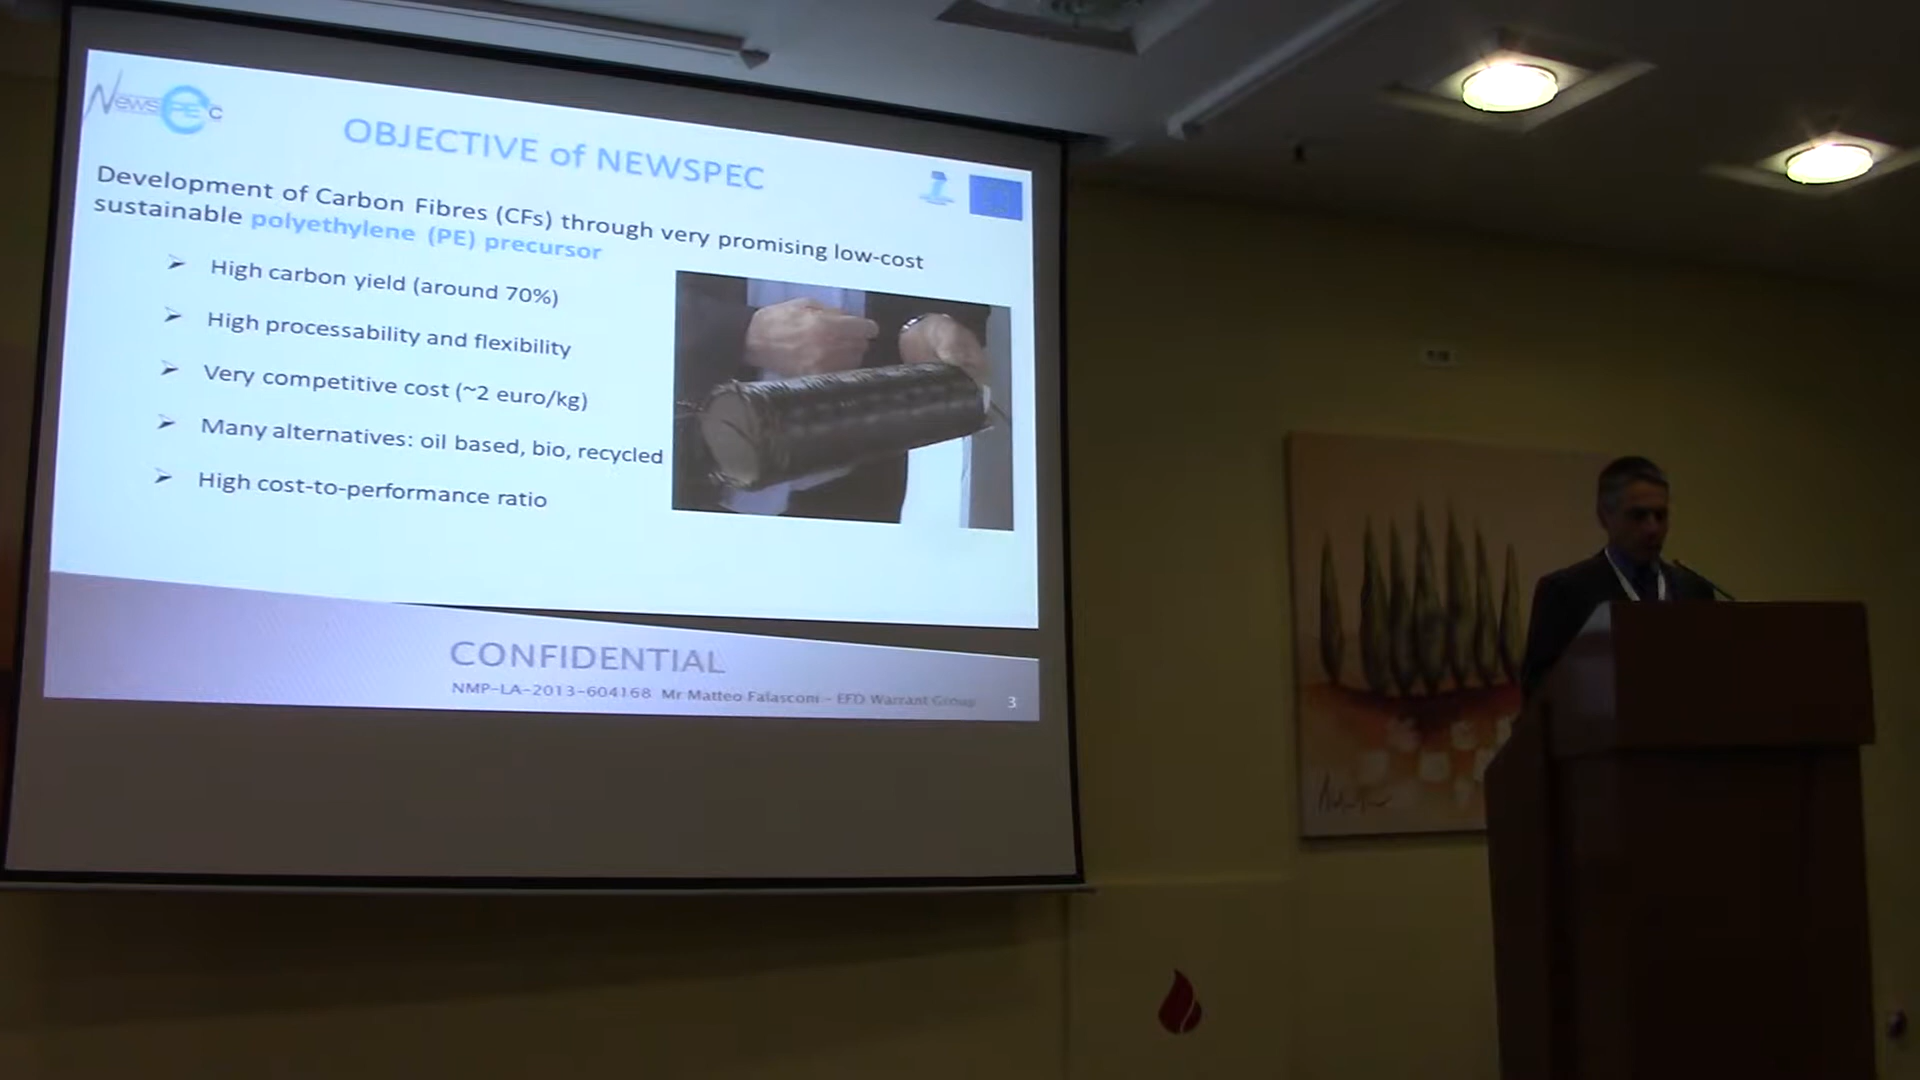 NEWSPEC
OBJECTIVE of NEWSPEC
Development of Carbon Fibres (CFs) through very promising low-cost
sustainable polyethylene (PE) precursor
High carbon yield (around 70%)
High processability and flexibility
Very competitive cost (~2 euro/kg)
Many alternatives: oil based, bio, recycled
High cost-to-performance ratio
CONFIDENTIAL
NMP-LA-2013-604168 Mr Matteo Falasconi - EFD Warrant Group
3